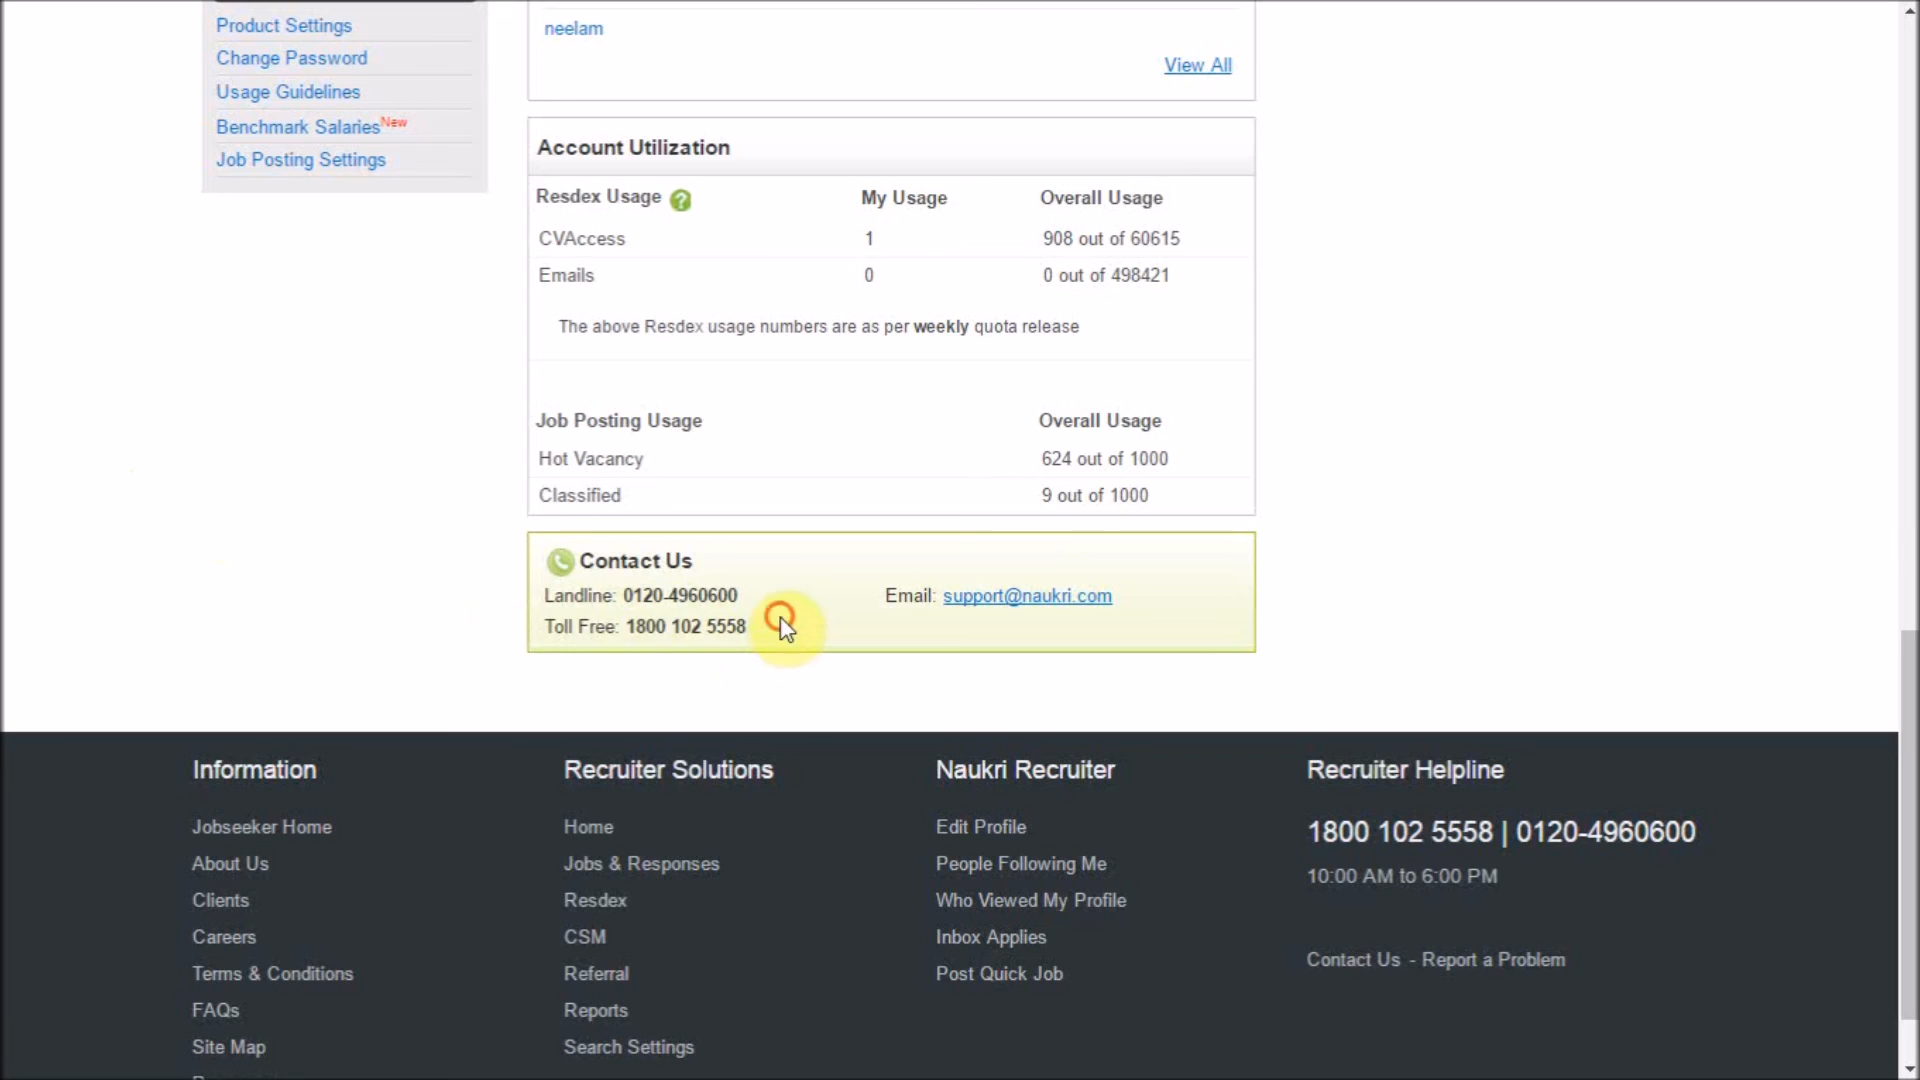 Product Settings
Change Password
Usage Guidelines
Benchmark Salaries New
Job Posting Settings
neelam
View All
Account Utilization
Resdex Usage ? My Usage Overall Usage
CVAccess 1 908 out of 60615
Emails 0 0 out of 498421
The above Resdex usage numbers are as per weekly quota release
Job Posting Usage Overall Usage
Hot Vacancy 624 out of 1000
Classified 9 out of 1000
Contact Us
Landline: 0120-4960600 Email: support@naukri.com
Toll Free: 1800 102 5558
Information
Jobseeker Home
About Us
Clients
Careers
Terms & Conditions
FAQs
Site Map
Recruiter Solutions
Home
Jobs & Responses
Resdex
CSM
Referral
Reports
Search Settings
Naukri Recruiter
Edit Profile
People Following Me
Who Viewed My Profile
Inbox Applies
Post Quick Job
Recruiter Helpline
1800 102 5558 | 0120-4960600
10:00 AM to 6:00 PM
Contact Us - Report a Problem